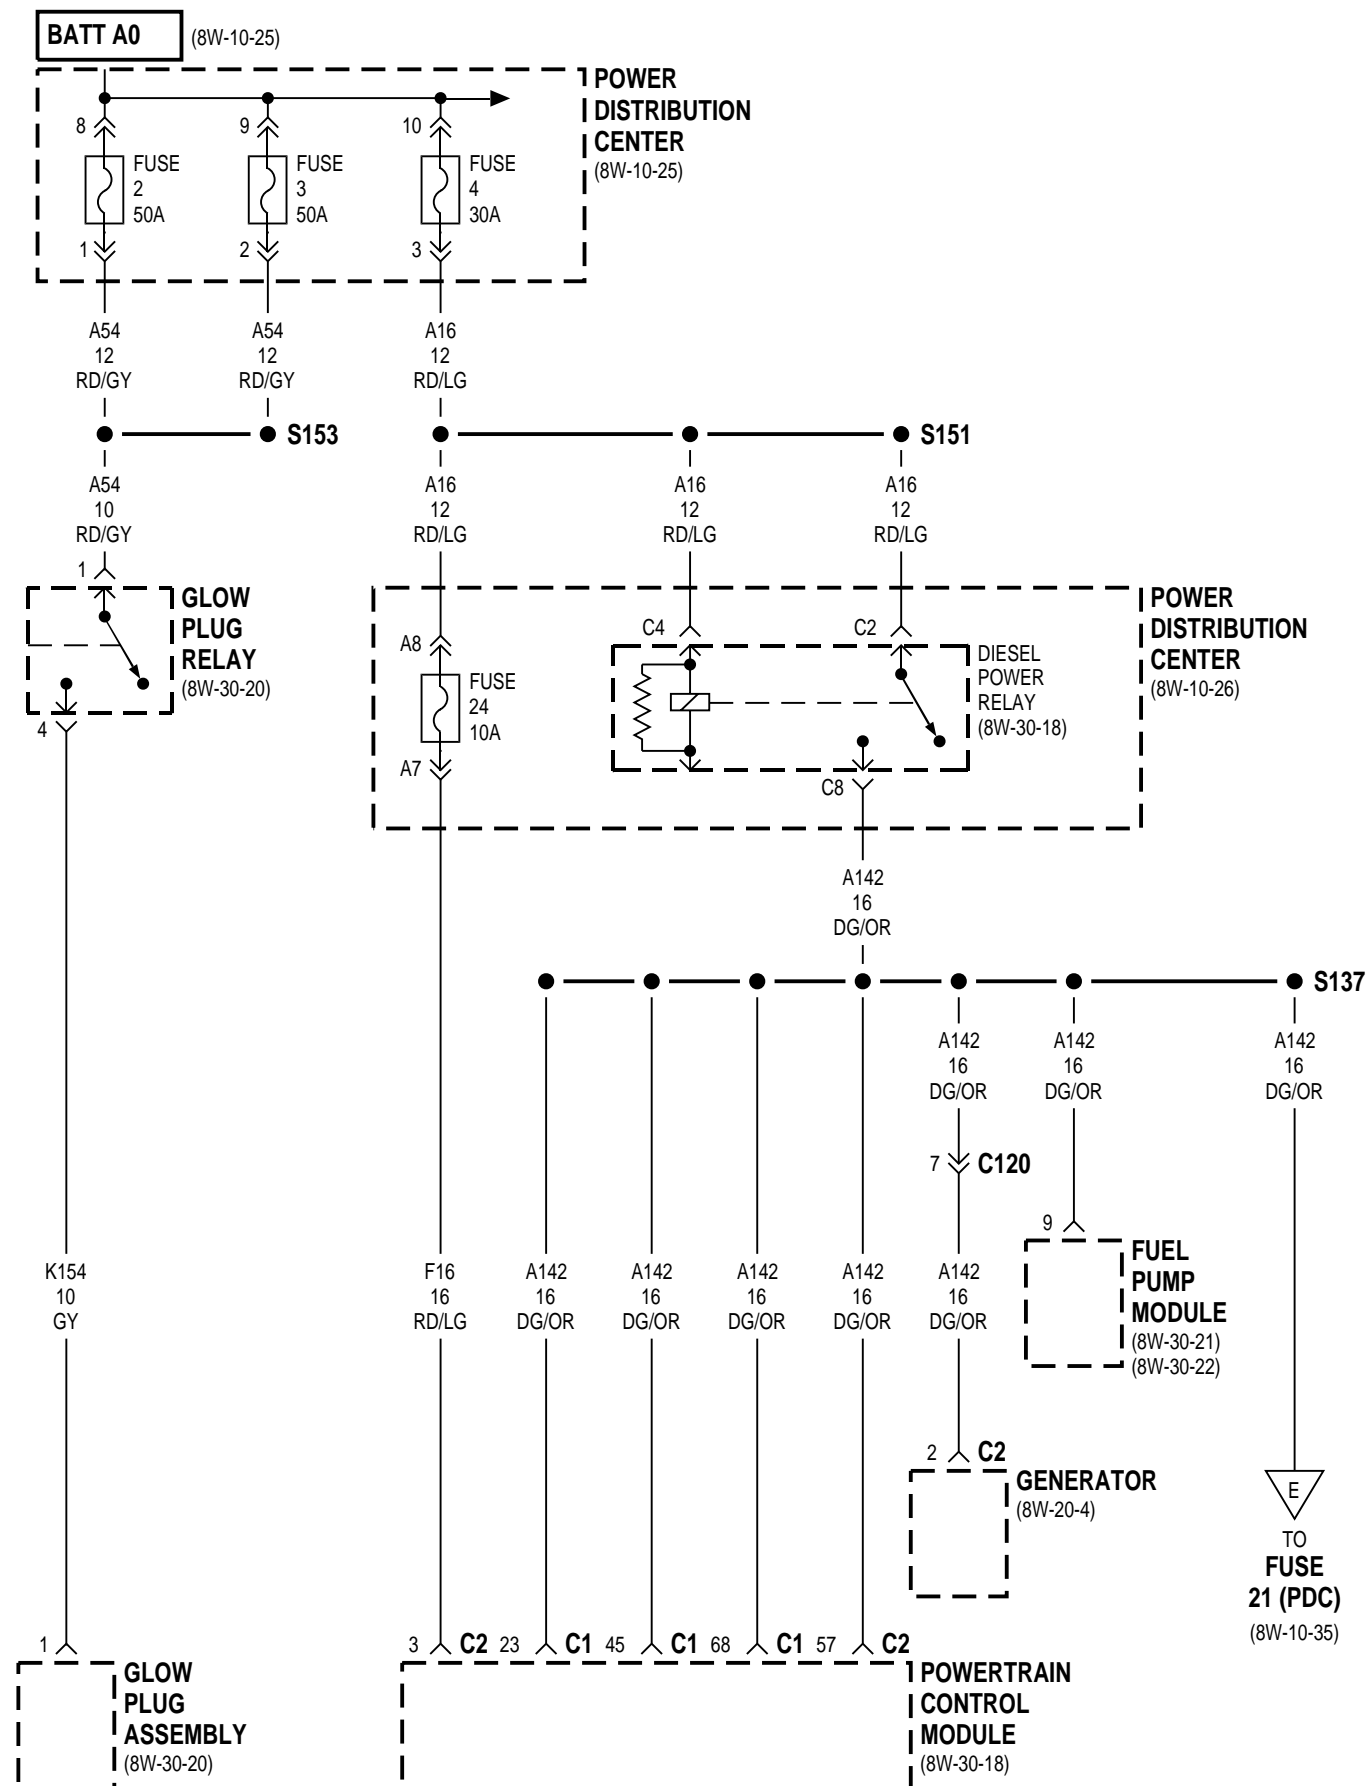 BATT A0
(8W-10-25)
POWER
DISTRIBUTION
CENTER
(8W-10-25)
8
9
10
FUSE
2
50A
FUSE
3
50A
FUSE
4
30A
1
2
3
A54
12
RD/GY
A54
12
RD/GY
A16
12
RD/LG
S153
S151
A54
10
RD/GY
A16
12
RD/LG
A16
12
RD/LG
A16
12
RD/LG
1
GLOW
PLUG
RELAY
(8W-30-20)
4
POWER
DISTRIBUTION
CENTER
(8W-10-26)
A8
FUSE
24
10A
A7
C4
C2
DIESEL
POWER
RELAY
(8W-30-18)
C8
A142
16
DG/OR
S137
A142
16
DG/OR
A142
16
DG/OR
A142
16
DG/OR
7
C120
9
FUEL
PUMP
MODULE
(8W-30-21)
(8W-30-22)
K154
10
GY
F16
16
RD/LG
A142
16
DG/OR
A142
16
DG/OR
A142
16
DG/OR
A142
16
DG/OR
A142
16
DG/OR
2
C2
GENERATOR
(8W-20-4)
E
TO
FUSE
21 (PDC)
(8W-10-35)
1
3
C2
23
C1
45
C1
68
C1
57
C2
GLOW
PLUG
ASSEMBLY
(8W-30-20)
POWERTRAIN
CONTROL
MODULE
(8W-30-18)